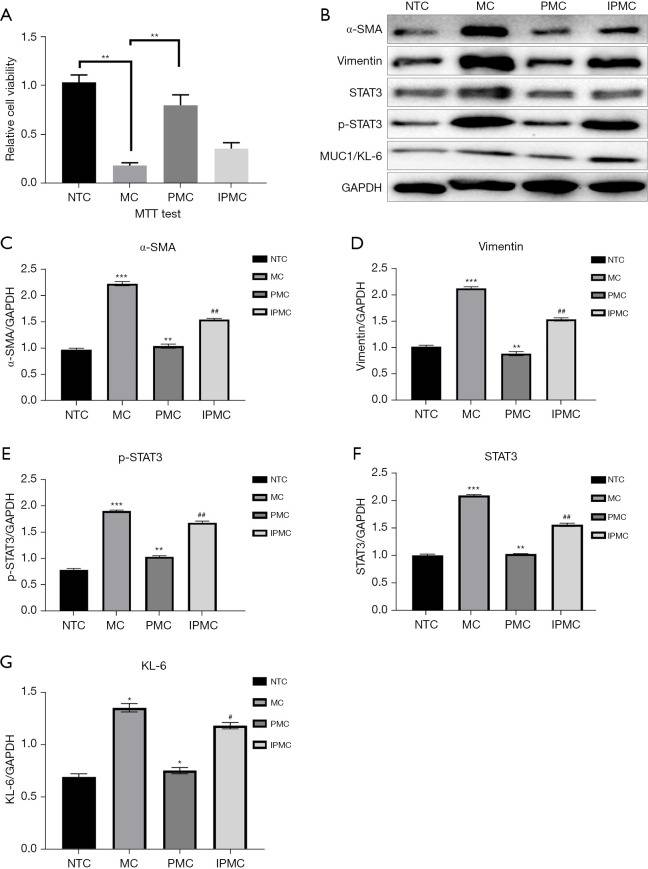 A
Relative cell viability
1.5
1.0
0.5
0.0
**
**
NTC MC PMC IPMC
MTT test
B
NTC MC PMC IPMC
α-SMA
Vimentin
STAT3
p-STAT3
MUC1/KL-6
GAPDH
C
α-SMA
α-SMA/GAPDH
2.5
2.0
1.5
1.0
0.5
0.0
***
**
##
NTC MC PMC IPMC
NTC
MC
PMC
IPMC
D
Vimentin
Vimentin/GAPDH
2.5
2.0
1.5
1.0
0.5
0.0
***
**
##
NTC MC PMC IPMC
NTC
MC
PMC
IPMC
E
p-STAT3
p-STAT3/GAPDH
2.5
2.0
1.5
1.0
0.5
0.0
***
**
##
NTC MC PMC IPMC
NTC
MC
PMC
IPMC
F
STAT3
STAT3/GAPDH
2.5
2.0
1.5
1.0
0.5
0.0
***
**
##
NTC MC PMC IPMC
NTC
MC
PMC
IPMC
G
KL-6
KL-6/GAPDH
1.5
1.0
0.5
0.0
*
*
#
NTC MC PMC IPMC
NTC
MC
PMC
IPMC